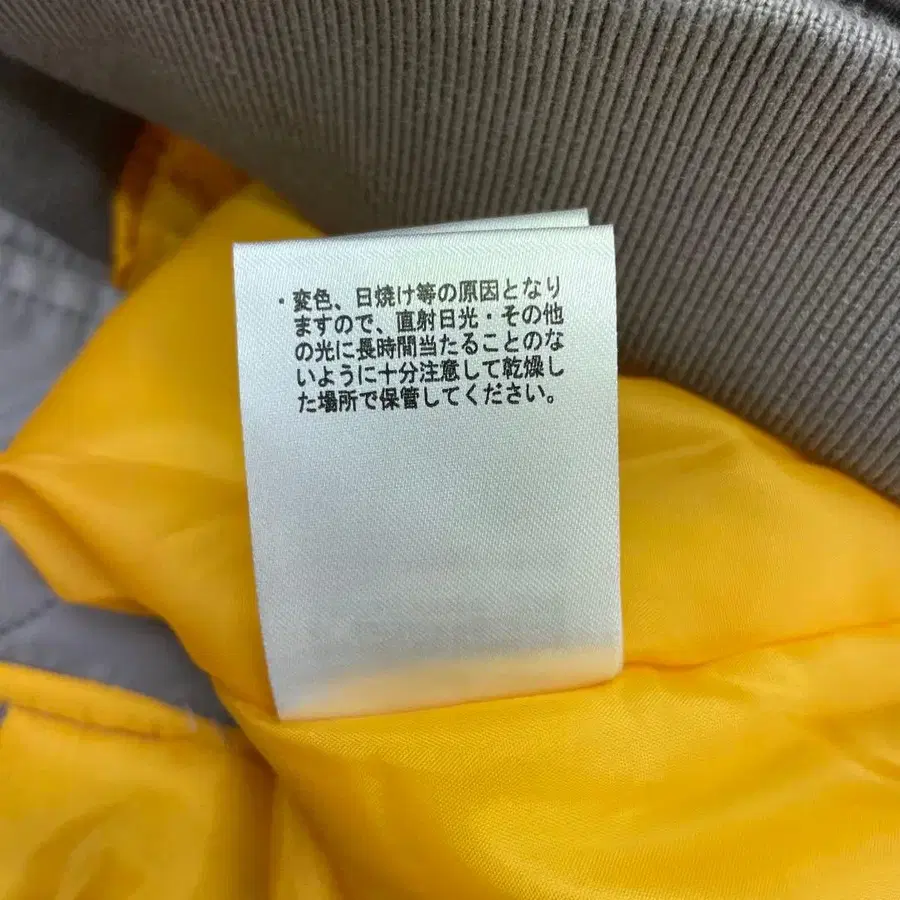 ・変色、日焼け等の原因となり
ますので、直射日光・その他
の光に長時間当たることのな
いように十分注意して乾燥し
た場所で保管してください。